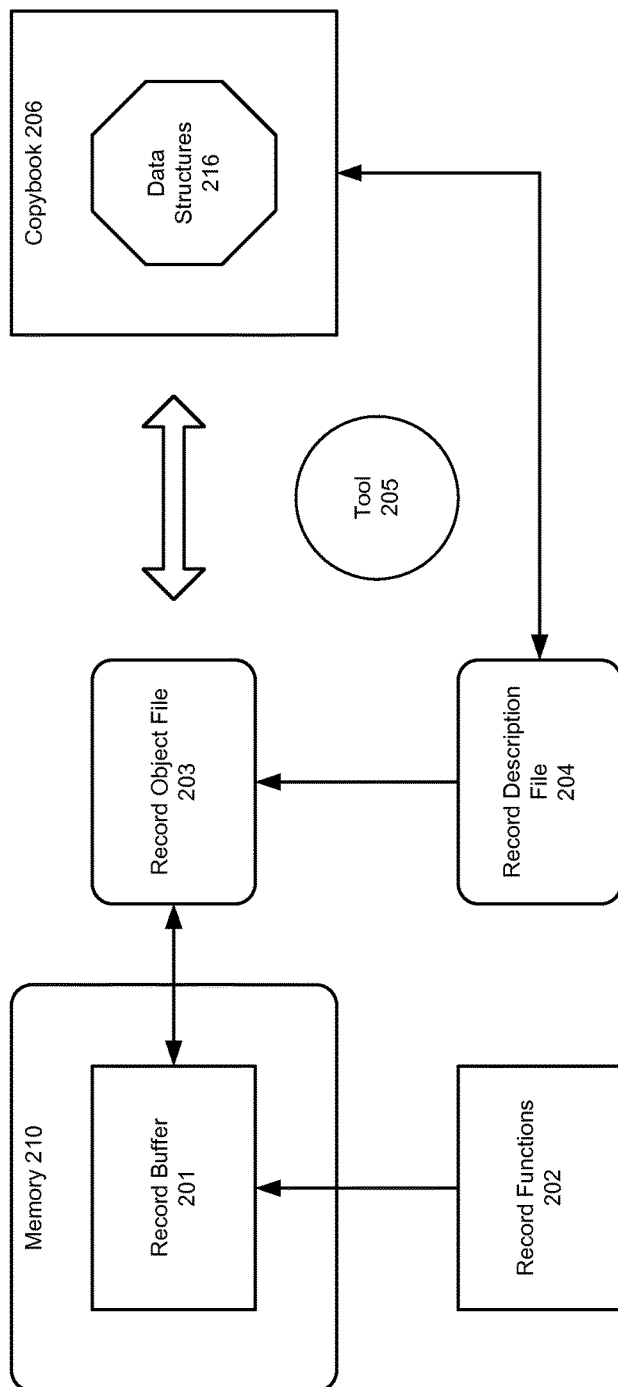 Memory 210
Record Buffer
201
Record Functions
202
Record Object File
203
Record Description
File
204
Tool
205
Copybook 206
Data
Structures
216